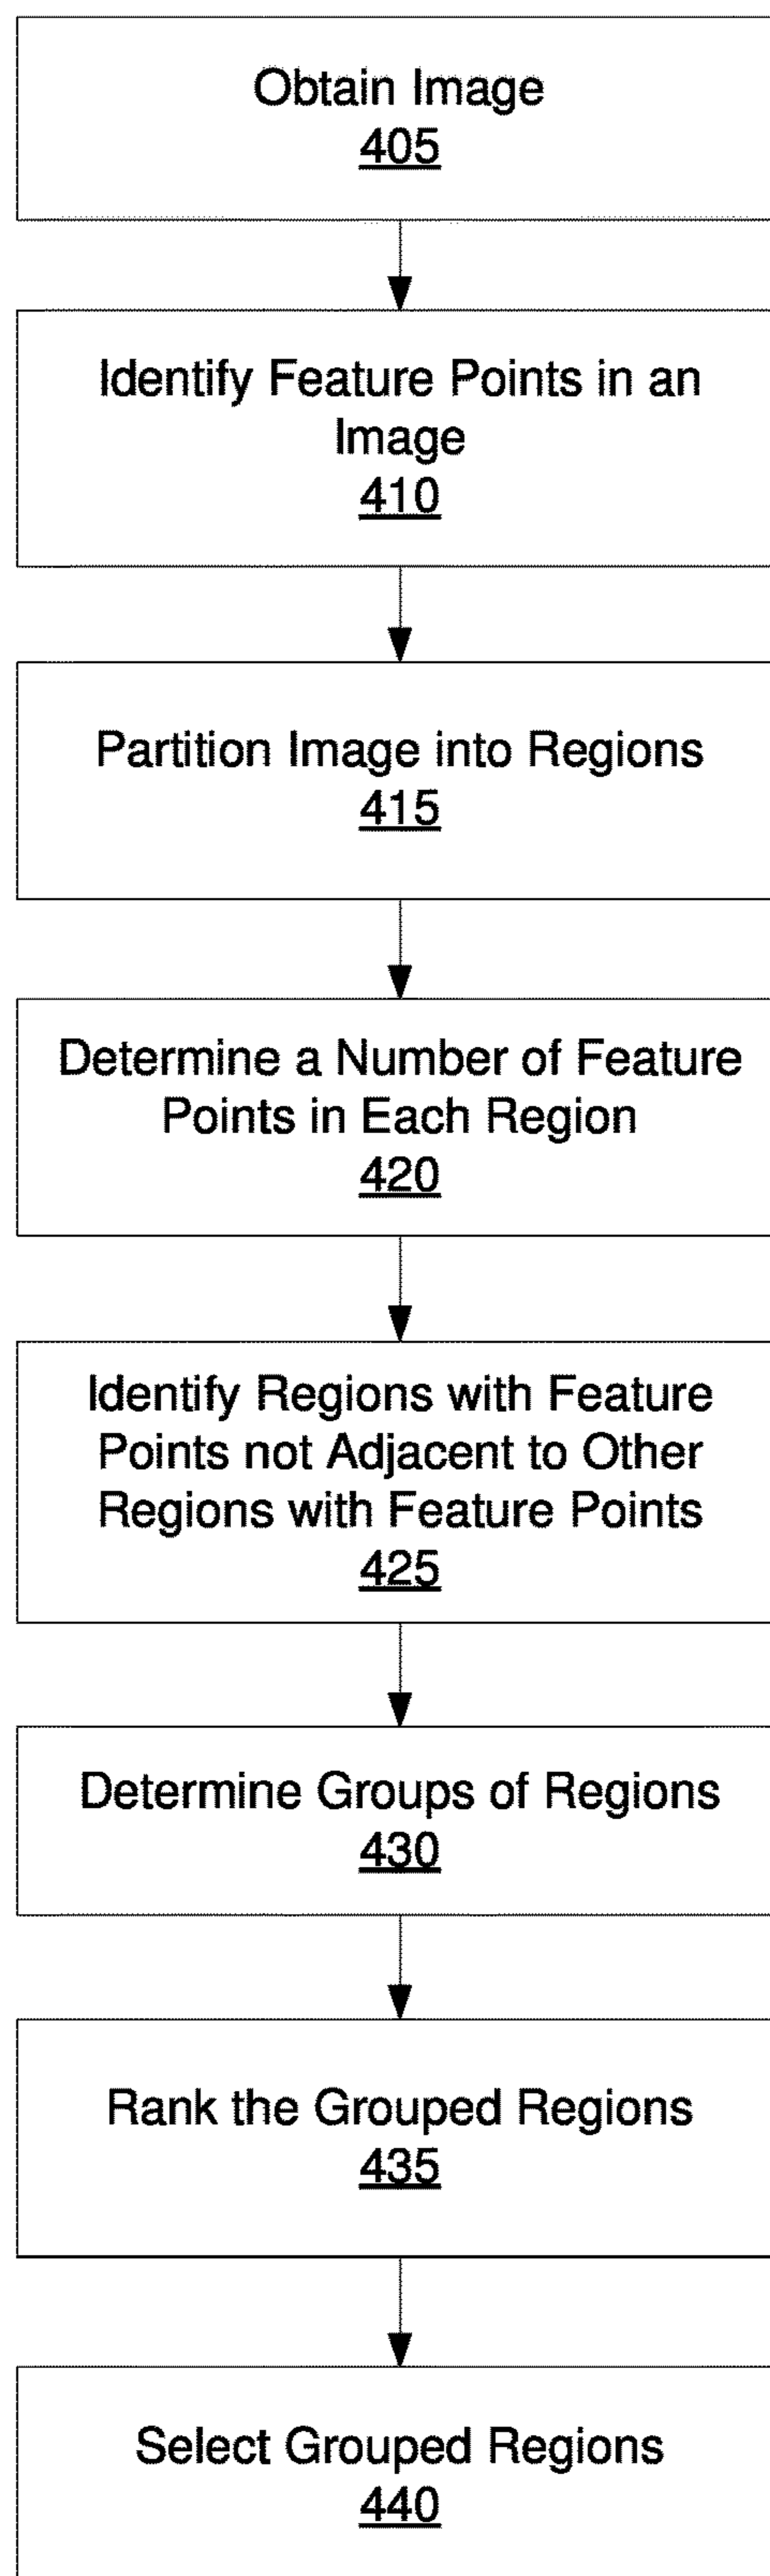 Obtain Image
405
Identify Feature Points in an
Image
410
Partition Image into Regions
415
Determine a Number of Feature
Points in Each Region
420
Identify Regions with Feature
Points not Adjacent to Other
Regions with Feature Points
425
Determine Groups of Regions
430
Rank the Grouped Regions
435
Select Grouped Regions
440